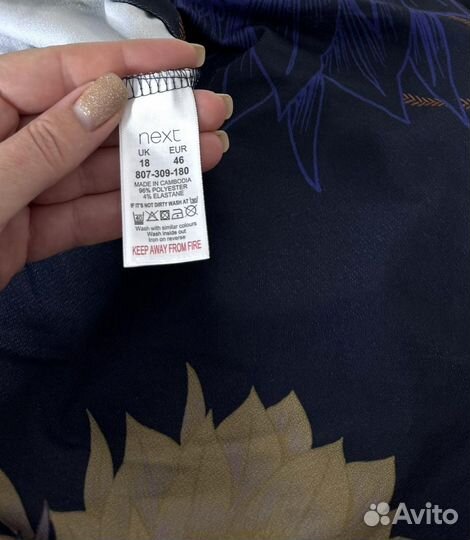 next
UK EUR
18 46
807-309-180
MADE IN CAMBODIA
96% POLYESTER
4% ELASTANE
IF IT'S NOT DIRTY WASH AT
Wash with similar colours
Wash inside out
Iron on reverse
KEEP AWAY FROM FIRE
Avito